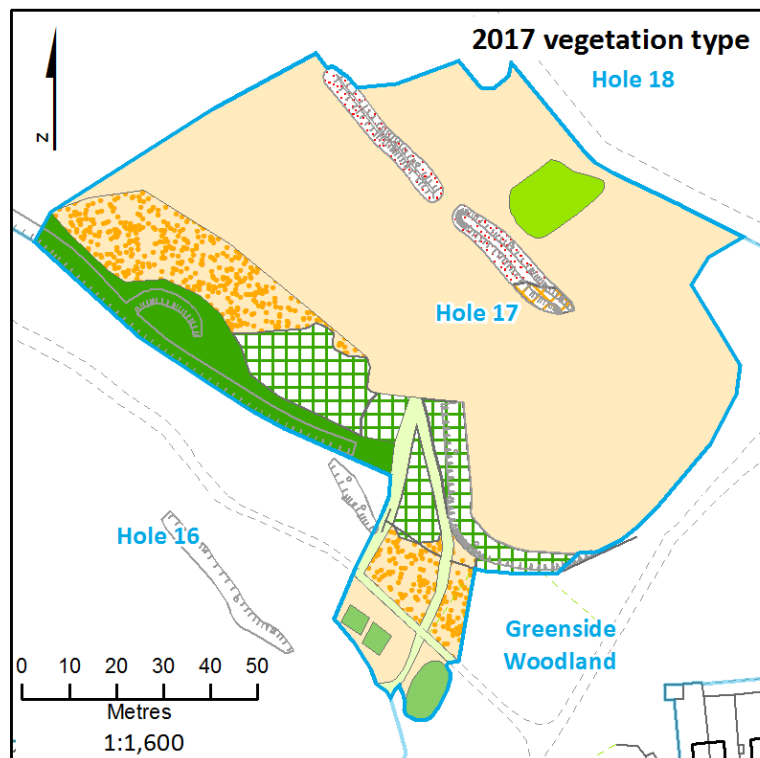 2017 vegetation type
Hole 18
N
Hole 17
Hole 16
Greenside
Woodland
0 10 20 30 40 50
Metres
1:1,600